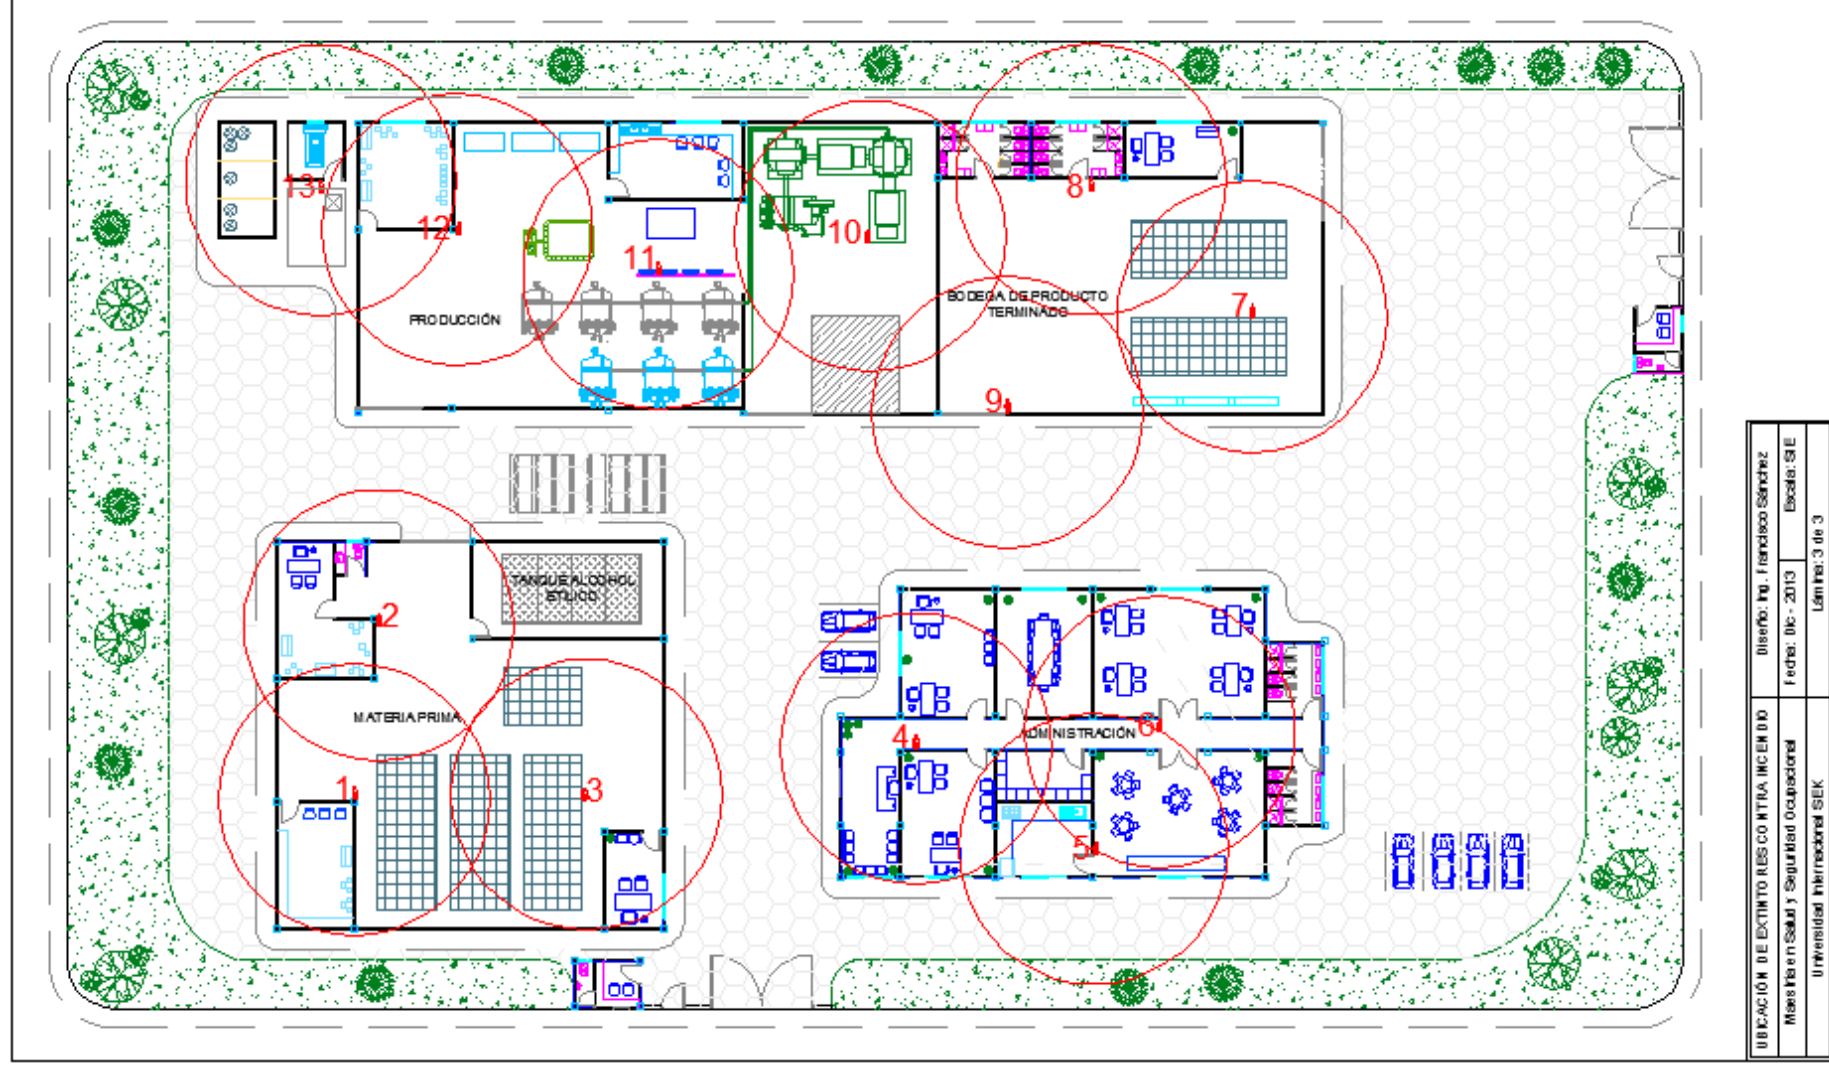 13
12
11
10
8
7
9
PRODUCCIÓN
BODEGA DE PRODUCTO
TERMINADO
TANQUE ALCOHOL
ETILICO
2
MATERIA PRIMA
1
3
4
ADMINISTRACIÓN
6
5
UBICACIÓN DE EXTINTORES CONTRA INCENDIO
Diseño: Ing. Francisco Sánchez
Maestria en Salud y Seguridad Ocupacional
Fecha: Dic - 2013
Escala: S/E
Universidad Internacional SEK
Lámina: 3 de 3